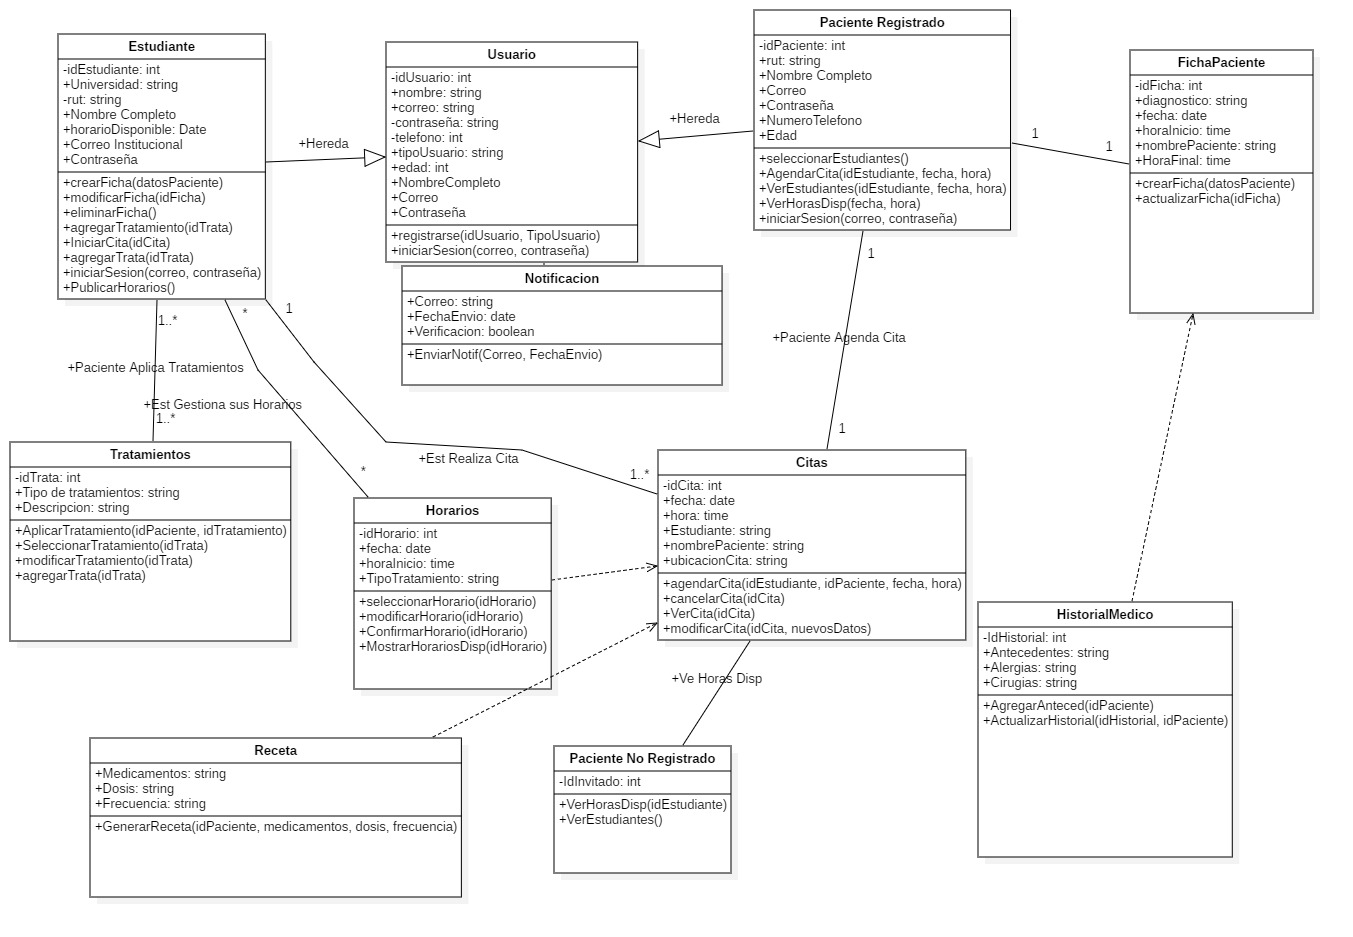 Estudiante
-idEstudiante: int
+Universidad: string
-rut: string
+Nombre Completo
+horarioDisponible: Date
+Correo Institucional
+Contraseña
+crearFicha(datosPaciente)
+modificarFicha(idFicha)
+eliminarFicha()
+agregarTratamiento(idTrata)
+IniciarCita(idCita)
+agregarTrata(idTrata)
+iniciarSesion(correo, contraseña)
+PublicarHorarios()
+Hereda
Usuario
-idUsuario: int
+nombre: string
+correo: string
-contraseña: string
-telefono: int
+tipoUsuario: string
+edad: int
+NombreCompleto
+Correo
+Contraseña
+registrarse(idUsuario, TipoUsuario)
+iniciarSesion(correo, contraseña)
+Hereda
Paciente Registrado
-idPaciente: int
+rut: string
+Nombre Completo
+Correo
+Contraseña
+NumeroTelefono
+Edad
+seleccionarEstudiantes()
+AgendarCita(idEstudiante, fecha, hora)
+VerEstudiantes(idEstudiante, fecha, hora)
+VerHorasDisp(fecha, hora)
+iniciarSesion(correo, contraseña)
1
1
FichaPaciente
-idFicha: int
+diagnostico: string
+fecha: date
+horaInicio: time
+nombrePaciente: string
+HoraFinal: time
+crearFicha(datosPaciente)
+actualizarFicha(idFicha)
Notificacion
+Correo: string
+FechaEnvio: date
+Verificacion: boolean
+EnviarNotif(Correo, FechaEnvio)
1..*
+Paciente Aplica Tratamientos
1..*
*
+Est Gestiona sus Horarios
*
1
+Est Realiza Cita
1..*
1
+Paciente Agenda Cita
1
Tratamientos
-idTrata: int
+Tipo de tratamientos: string
+Descripcion: string
+AplicarTratamiento(idPaciente, idTratamiento)
+SeleccionarTratamiento(idTrata)
+modificarTratamiento(idTrata)
+agregarTrata(idTrata)
Horarios
-idHorario: int
+fecha: date
+horaInicio: time
+TipoTratamiento: string
+seleccionarHorario(idHorario)
+modificarHorario(idHorario)
+ConfirmarHorario(idHorario)
+MostrarHorariosDisp(idHorario)
Citas
-idCita: int
+fecha: date
+hora: time
+Estudiante: string
+nombrePaciente: string
+ubicacionCita: string
+agendarCita(idEstudiante, idPaciente, fecha, hora)
+cancelarCita(idCita)
+VerCita(idCita)
+modificarCita(idCita, nuevosDatos)
+Ve Horas Disp
HistorialMedico
-IdHistorial: int
+Antecedentes: string
+Alergias: string
+Cirugias: string
+AgregarAnteced(idPaciente)
+ActualizarHistorial(idHistorial, idPaciente)
Receta
+Medicamentos: string
+Dosis: string
+Frecuencia: string
+GenerarReceta(idPaciente, medicamentos, dosis, frecuencia)
Paciente No Registrado
-IdInvitado: int
+VerHorasDisp(idEstudiante)
+VerEstudiantes()